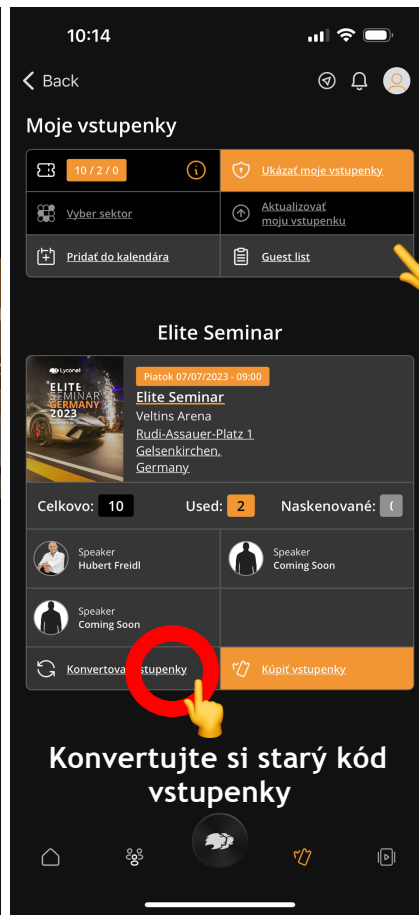 10:14
Back
Moje vstupenky
10 / 2 / 0
Ukázať moje vstupenky
Vyber sektor
Aktualizovať
moju vstupenku
Pridať do kalendára
Guest list
Elite Seminar
Lyconet
ELITE
SEMINAR
GERMANY
2023
Piatok 07/07/2023 - 09:00
Elite Seminar
Veltins Arena
Rudi-Assauer-Platz 1
Gelsenkirchen,
Germany
Celkovo: 10
Used: 2
Naskenované:
Speaker
Hubert Freidl
Speaker
Coming Soon
Speaker
Coming Soon
Konvertovať vstupenky
Kúpiť vstupenky
Konvertujte si starý kód
vstupenky